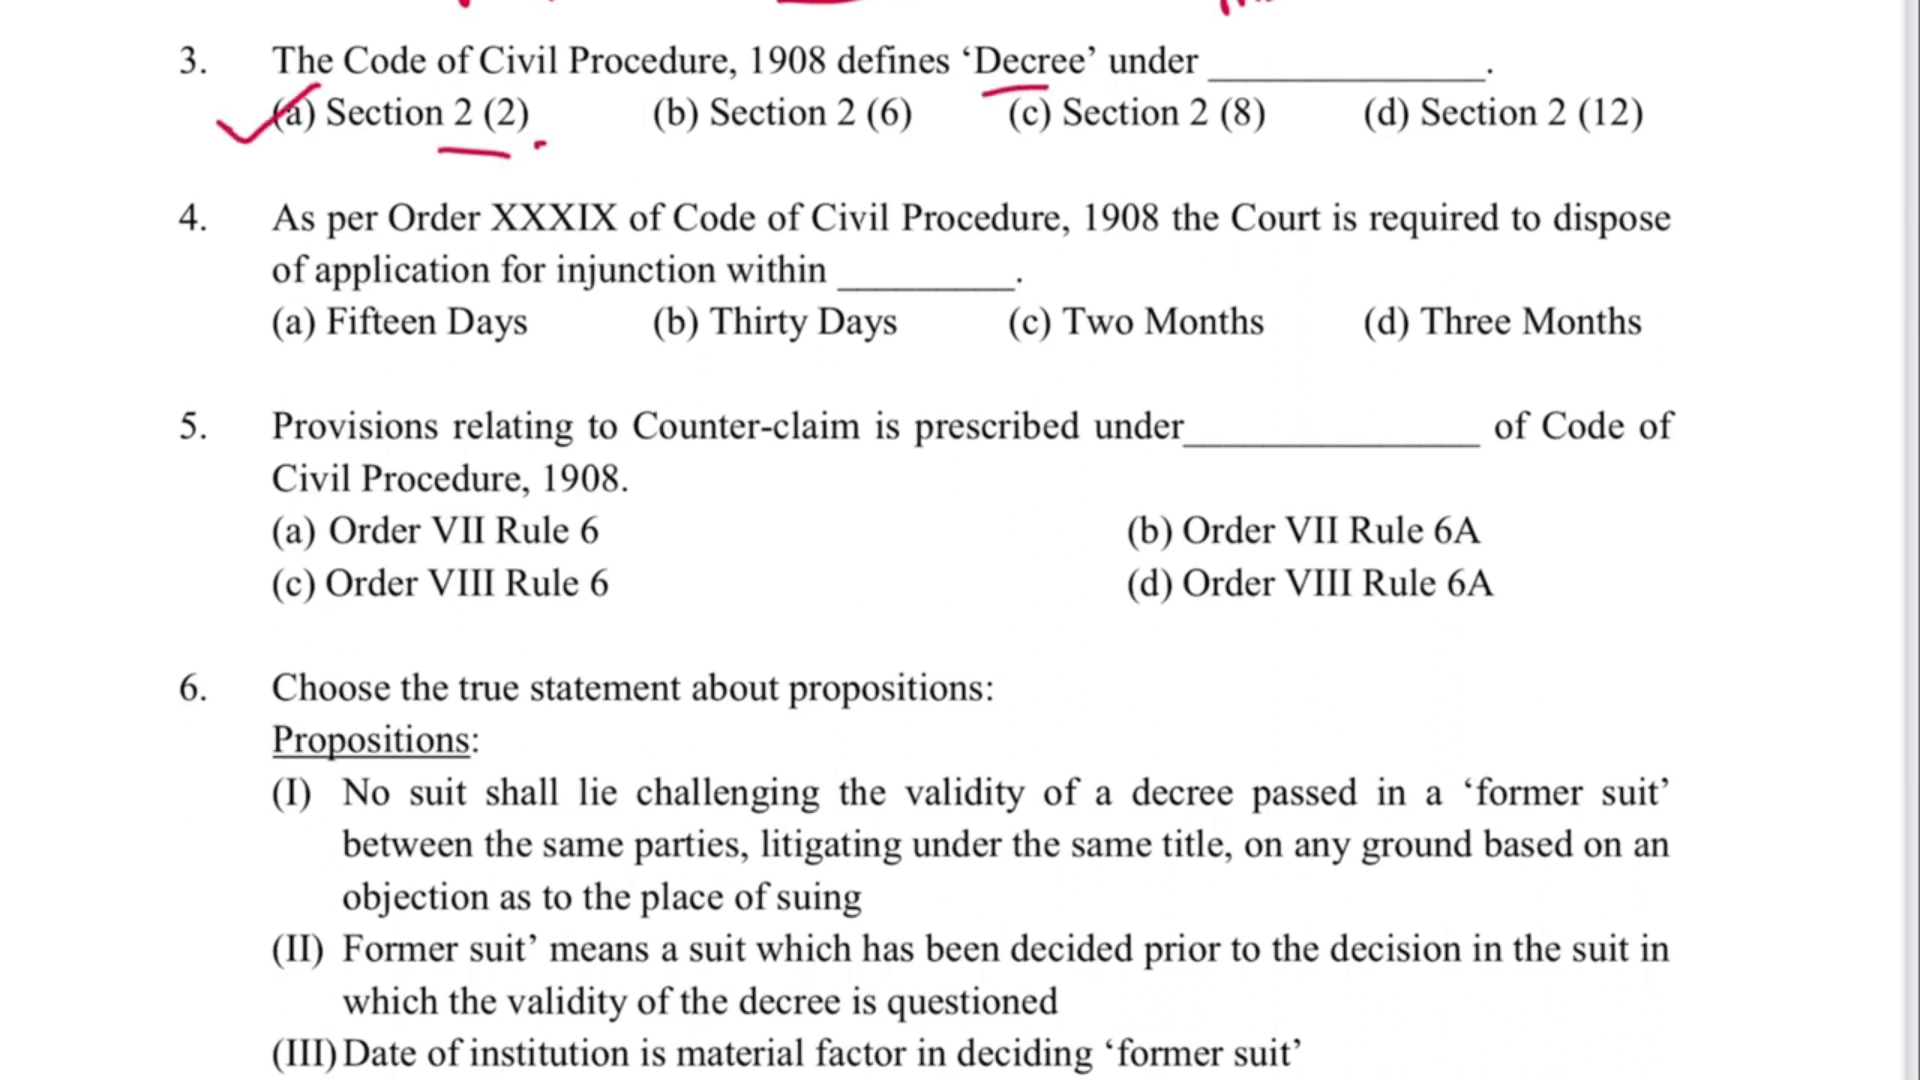 3. The Code of Civil Procedure, 1908 defines ‘Decree’ under ______________.
(a) Section 2 (2) (b) Section 2 (6) (c) Section 2 (8) (d) Section 2 (12)
4. As per Order XXXIX of Code of Civil Procedure, 1908 the Court is required to dispose
of application for injunction within _________.
(a) Fifteen Days (b) Thirty Days (c) Two Months (d) Three Months
5. Provisions relating to Counter-claim is prescribed under_______________ of Code of
Civil Procedure, 1908.
(a) Order VII Rule 6 (b) Order VII Rule 6A
(c) Order VIII Rule 6 (d) Order VIII Rule 6A
6. Choose the true statement about propositions:
Propositions:
(I) No suit shall lie challenging the validity of a decree passed in a ‘former suit’
between the same parties, litigating under the same title, on any ground based on an
objection as to the place of suing
(II) Former suit’ means a suit which has been decided prior to the decision in the suit in
which the validity of the decree is questioned
(III) Date of institution is material factor in deciding ‘former suit’